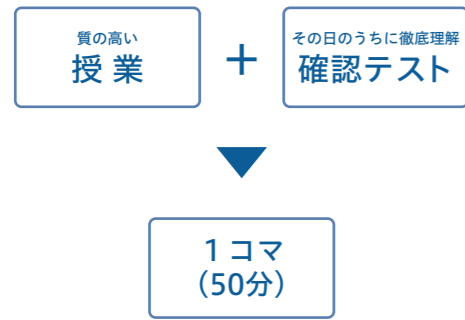 質の高い
授業
+
その日のうちに徹底理解
確認テスト
1コマ
(50分)